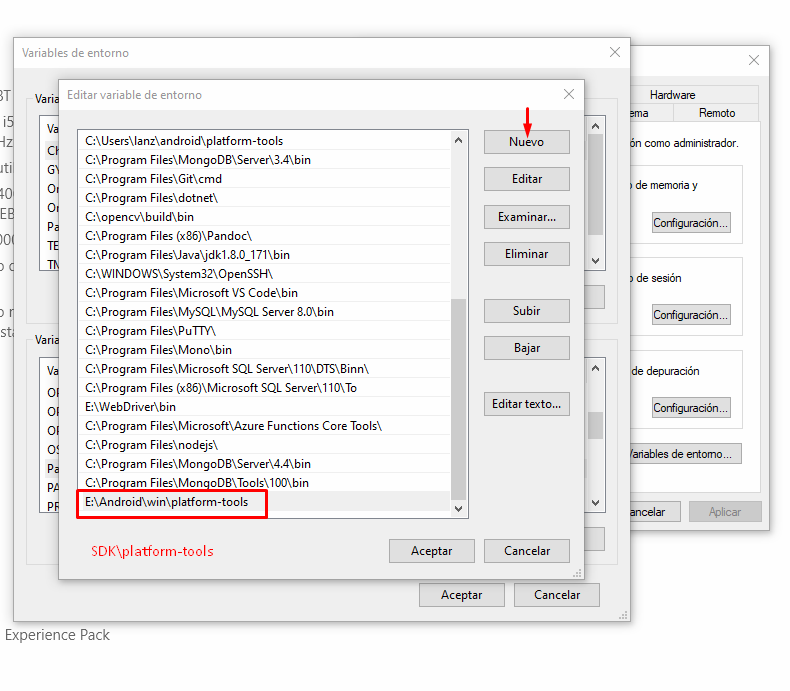 Variables de entorno
Editar variable de entorno
Hardware
Remoto
C:\Users\lanz\android\platform-tools
C:\Program Files\MongoDB\Server\3.4\bin
C:\Program Files\Git\cmd
C:\Program Files\dotnet\
C:\opencv\build\bin
C:\Program Files (x86)\Pandoc\
C:\Program Files\Java\jdk1.8.0_171\bin
C:\WINDOWS\System32\OpenSSH\
C:\Program Files\Microsoft VS Code\bin
C:\Program Files\MySQL\MySQL Server 8.0\bin
C:\Program Files\PuTTY\
C:\Program Files\Mono\bin
C:\Program Files\Microsoft SQL Server\110\DTS\Binn\
C:\Program Files (x86)\Microsoft SQL Server\110\To
E:\WebDriver\bin
C:\Program Files\Microsoft\Azure Functions Core Tools\
C:\Program Files\nodejs\
C:\Program Files\MongoDB\Server\4.4\bin
C:\Program Files\MongoDB\Tools\100\bin
E:\Android\win\platform-tools
SDK\platform-tools
Nuevo
Editar
Examinar...
Eliminar
Subir
Bajar
Editar texto...
Aceptar
Cancelar
Aceptar
Cancelar
como administrador.
de memoria y
Configuración...
de sesión
Configuración...
de depuración
Configuración...
Variables de entorno...
Aplicar
Experience Pack